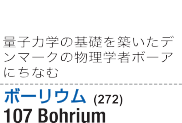 量子力学の基礎を築いたデ
ンマークの物理学者ボーア
にちなむ
ボーリウム (272)
107 Bohrium